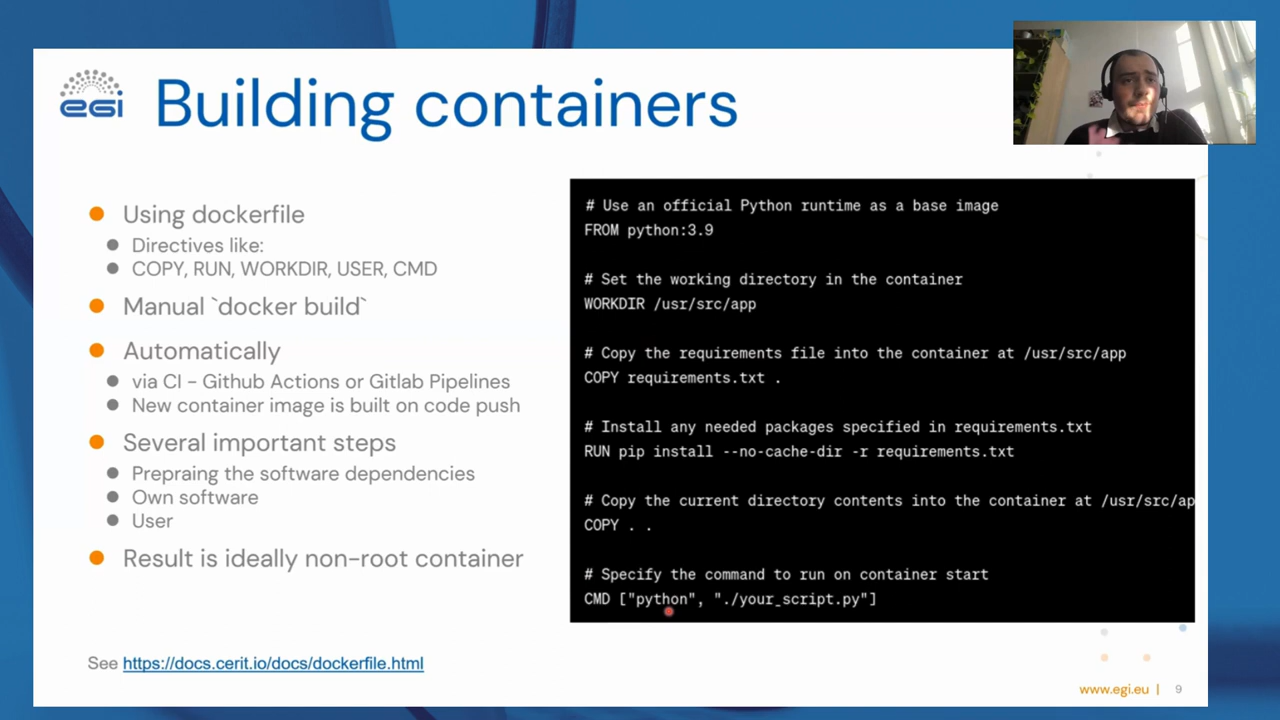 egi
Building containers
Using dockerfile
Directives like:
COPY, RUN, WORKDIR, USER, CMD
Manual `docker build`
Automatically
via CI - Github Actions or Gitlab Pipelines
New container image is built on code push
Several important steps
Prepraing the software dependencies
Own software
User
Result is ideally non-root container
See https://docs.cerit.io/docs/dockerfile.html
# Use an official Python runtime as a base image
FROM python:3.9
# Set the working directory in the container
WORKDIR /usr/src/app
# Copy the requirements file into the container at /usr/src/app
COPY requirements.txt .
# Install any needed packages specified in requirements.txt
RUN pip install --no-cache-dir -r requirements.txt
# Copy the current directory contents into the container at /usr/src/ap
COPY . .
# Specify the command to run on container start
CMD ["python", "./your_script.py"]
www.egi.eu | 9